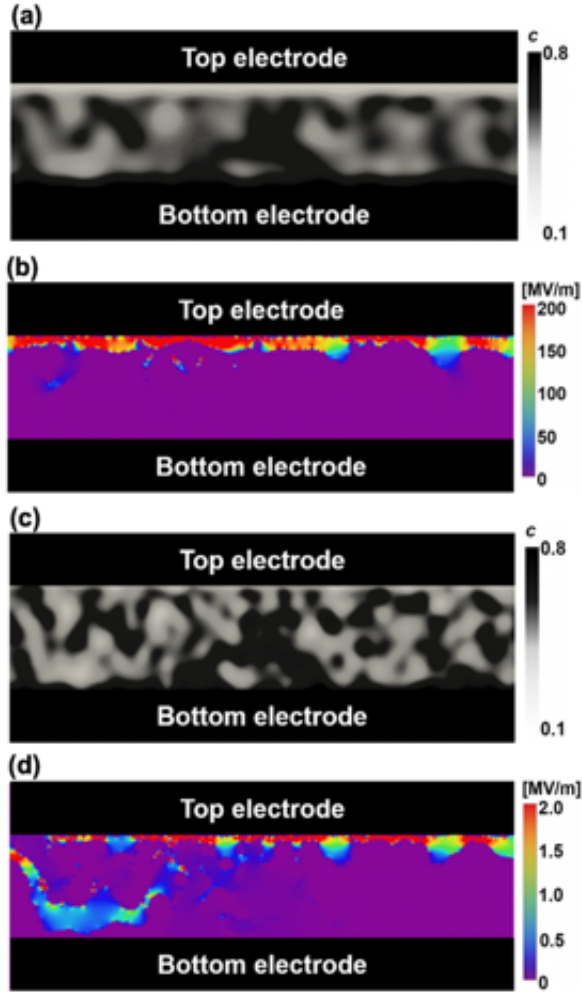 (a)
Top electrode
c
0.8
Bottom electrode
0.1
(b)
[MV/m]
Top electrode
200
150
100
50
Bottom electrode
0
(c)
c
Top electrode
0.8
Bottom electrode
0.1
(d)
[MV/m]
Top electrode
2.0
1.5
1.0
0.5
Bottom electrode
0